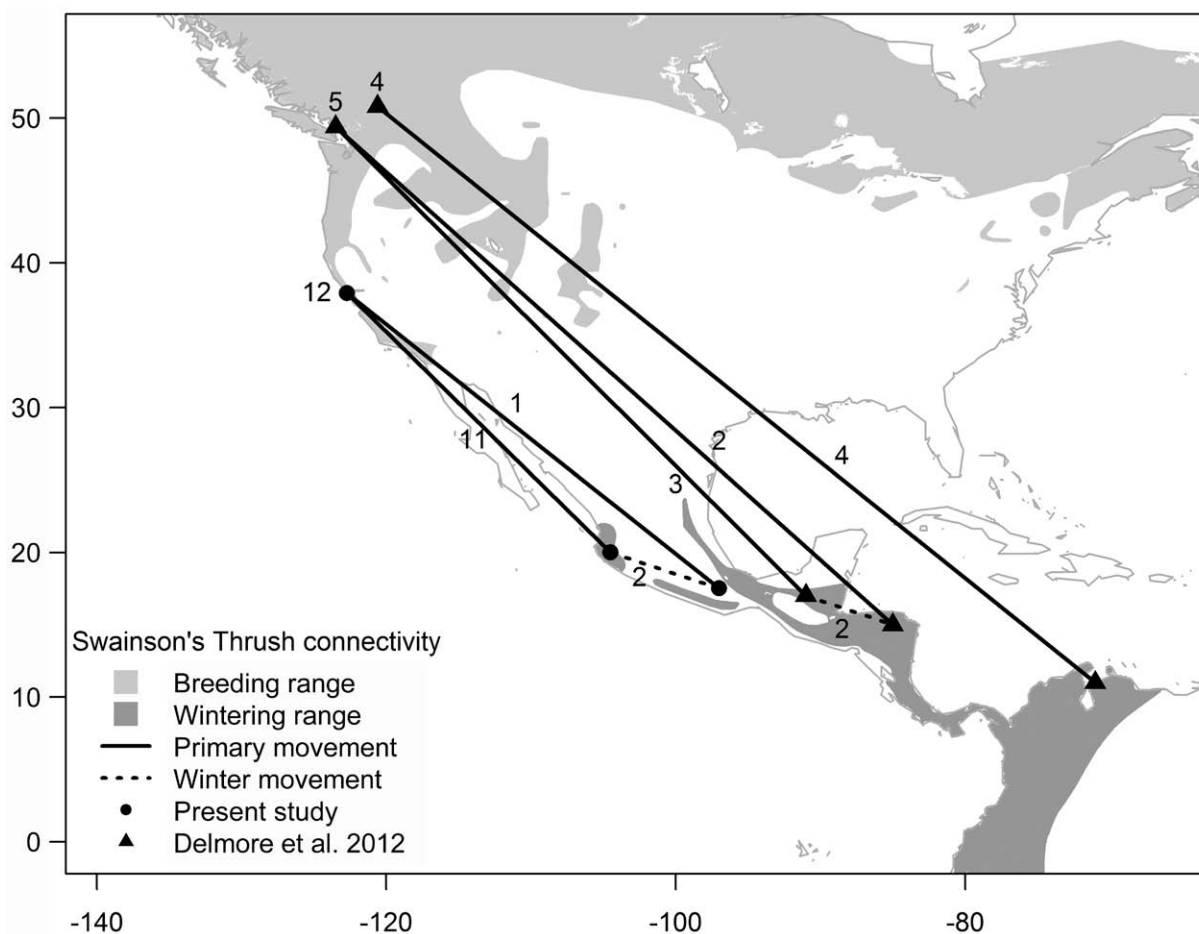 4
5
50
40
12
1
30
11
2
4
3
20
2
2
Swainson's Thrush connectivity
Breeding range
10
Wintering range
Primary movement
Winter movement
Present study
0
Delmore et al. 2012
-140
-120
-100
-80